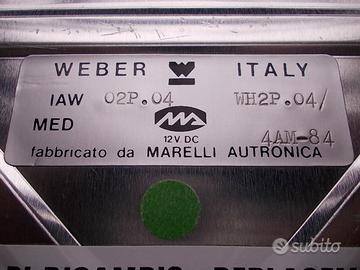 WEBER W ITALY
IAW 02P.04 WH2P.04/
MED 4AM-84
12V DC
fabbricato da MARELLI AUTRONICA
subito